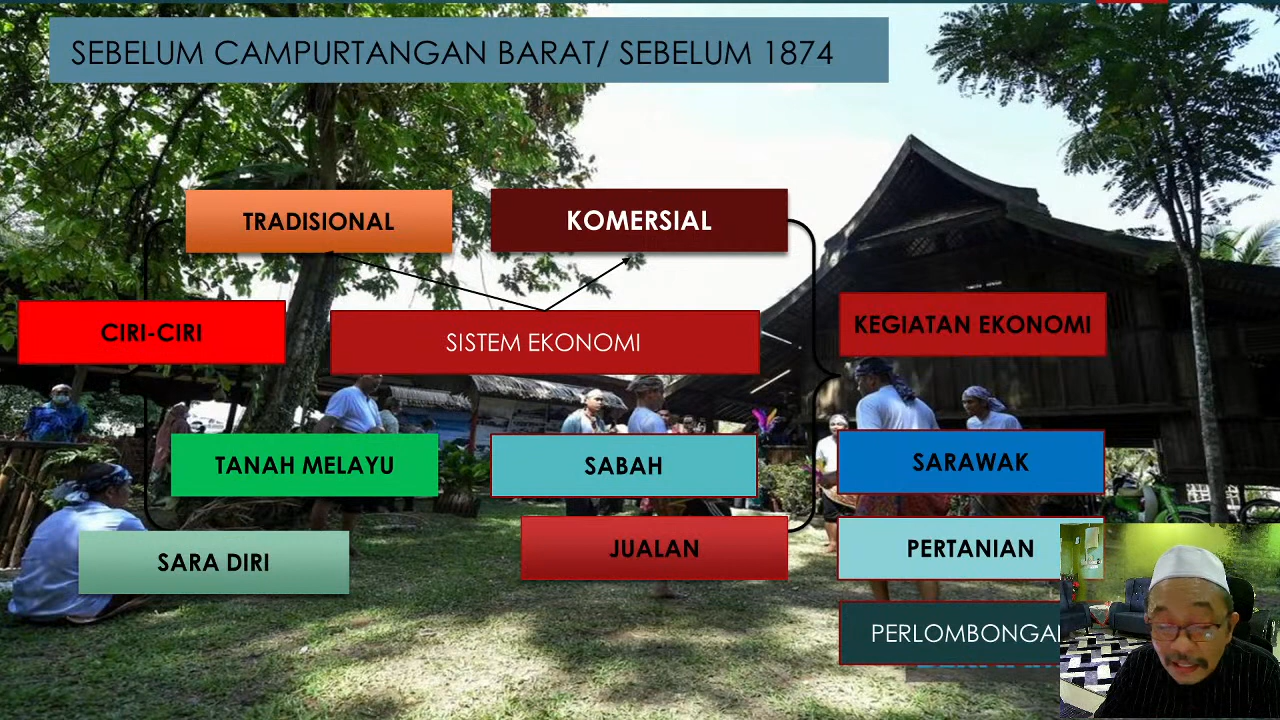 SEBELUM CAMPURTANGAN BARAT/ SEBELUM 1874
TRADISIONAL
KOMERSIAL
CIRI-CIRI
SISTEM EKONOMI
KEGIATAN EKONOMI
TANAH MELAYU
SABAH
SARAWAK
SARA DIRI
JUALAN
PERTANIAN
PERLOMBONGA